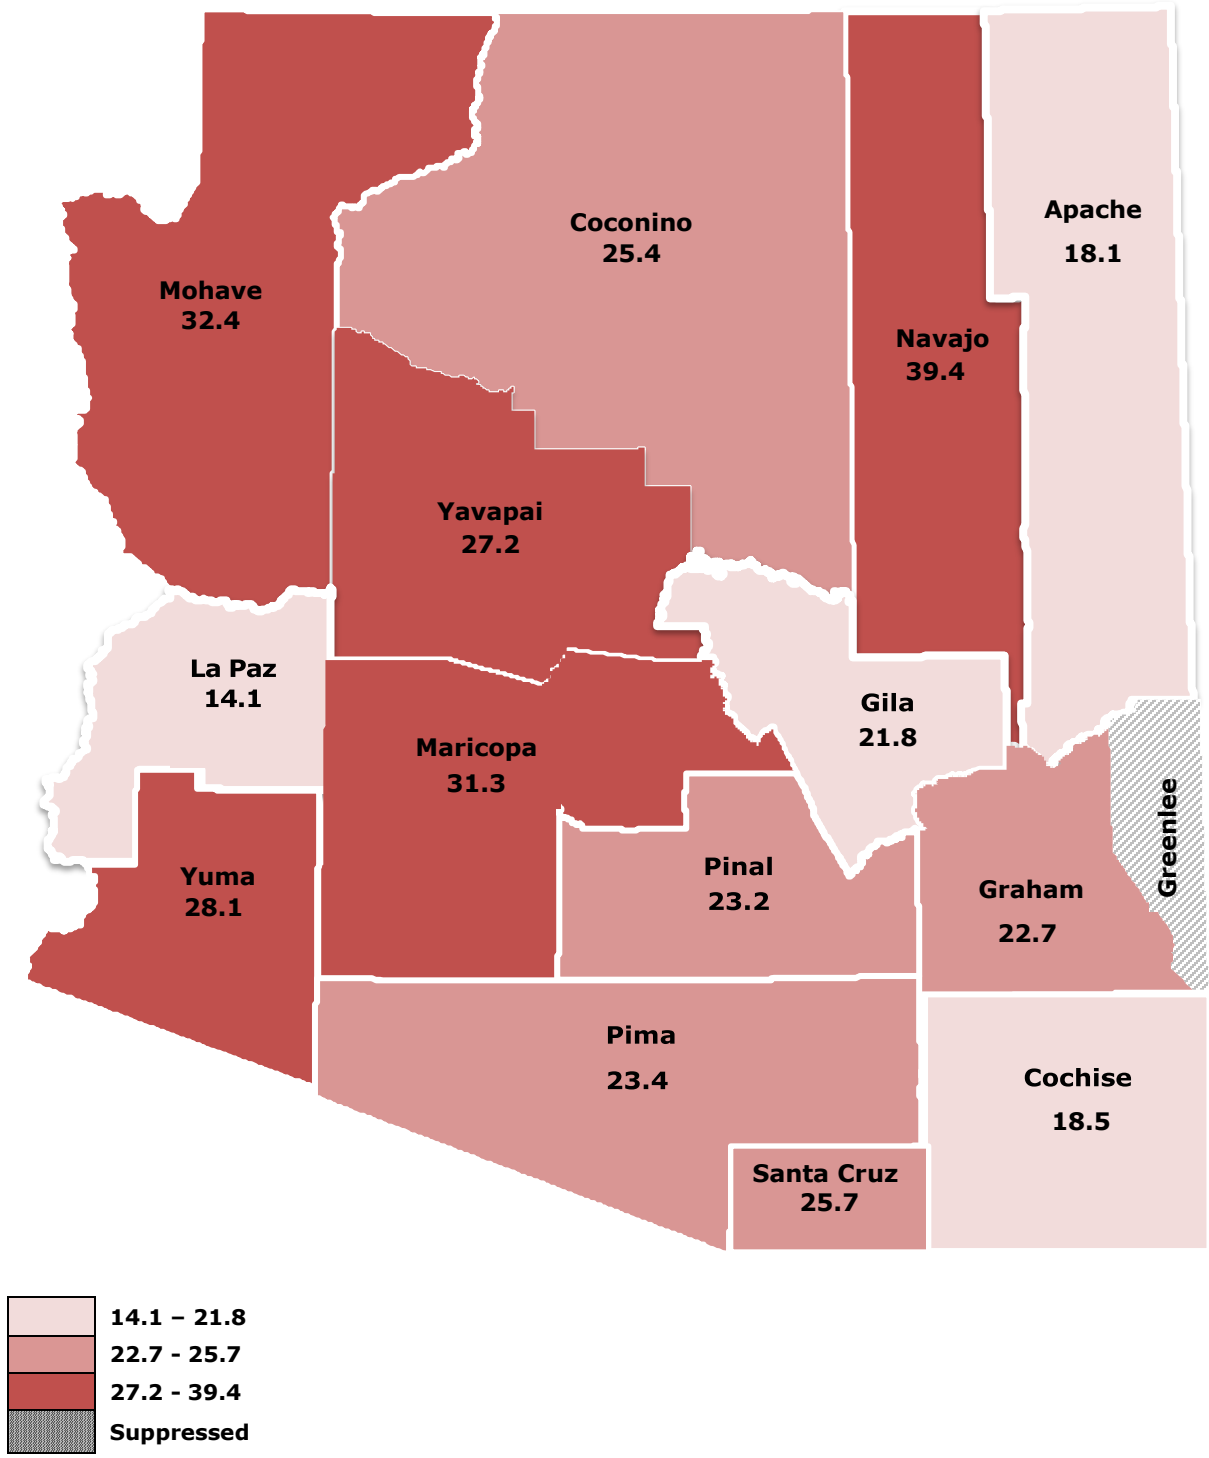 Apache
18.1
Coconino
25.4
Mohave
32.4
Navajo
39.4
Yavapai
27.2
La Paz
14.1
Gila
21.8
Maricopa
31.3
Greenlee
Pinal
23.2
Yuma
28.1
Graham
22.7
Pima
23.4
Cochise
18.5
Santa Cruz
25.7
14.1 – 21.8
22.7 - 25.7
27.2 - 39.4
Suppressed